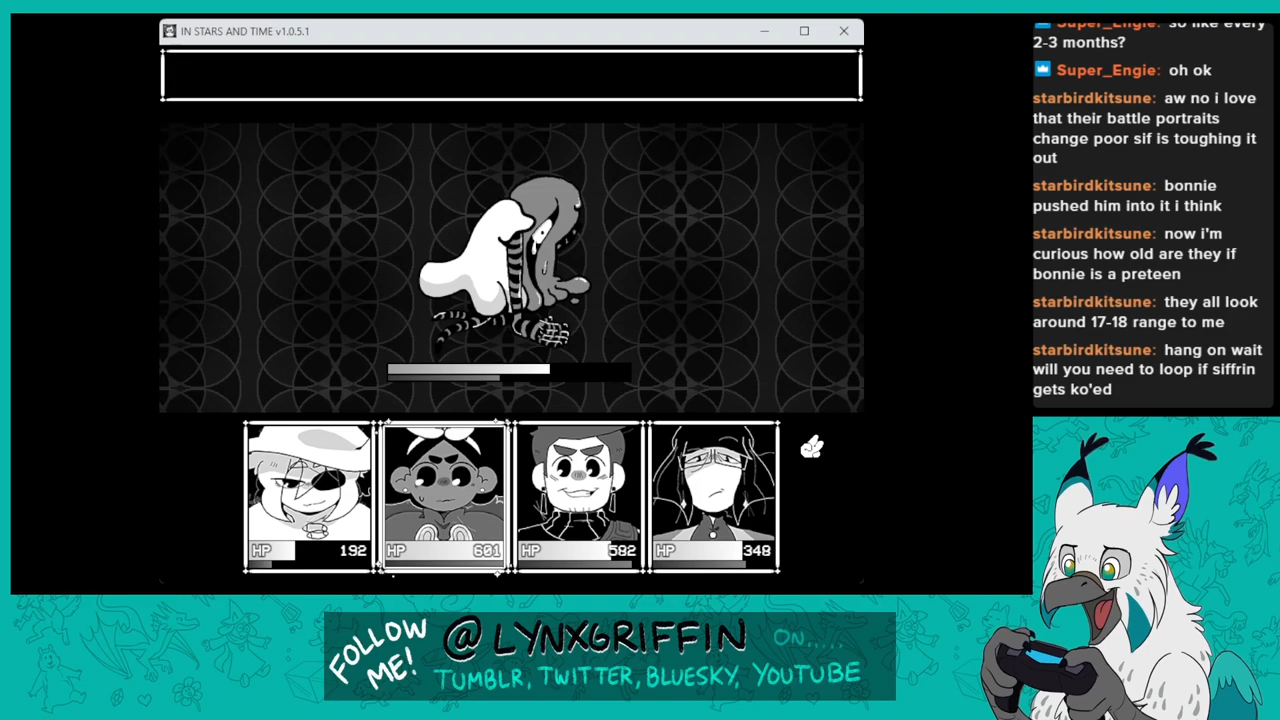 IN STARS AND TIME v1.0.5.1
Super_Engie: so like every
2-3 months?
Super_Engie: oh ok
starbirdkitsune: aw no i love
that their battle portraits
change poor sif is toughing it
out
starbirdkitsune: bonnie
pushed him into it i think
starbirdkitsune: now i'm
curious how old are they if
bonnie is a preteen
starbirdkitsune: they all look
around 17-18 range to me
starbirdkitsune: hang on wait
will you need to loop if siffrin
gets ko'ed
HP 192
HP 601
HP 582
HP 348
FOLLOW
ME!
@LYNXGRIFFIN ON.....
TUMBLR, TWITTER, BLUESKY, YOUTUBE